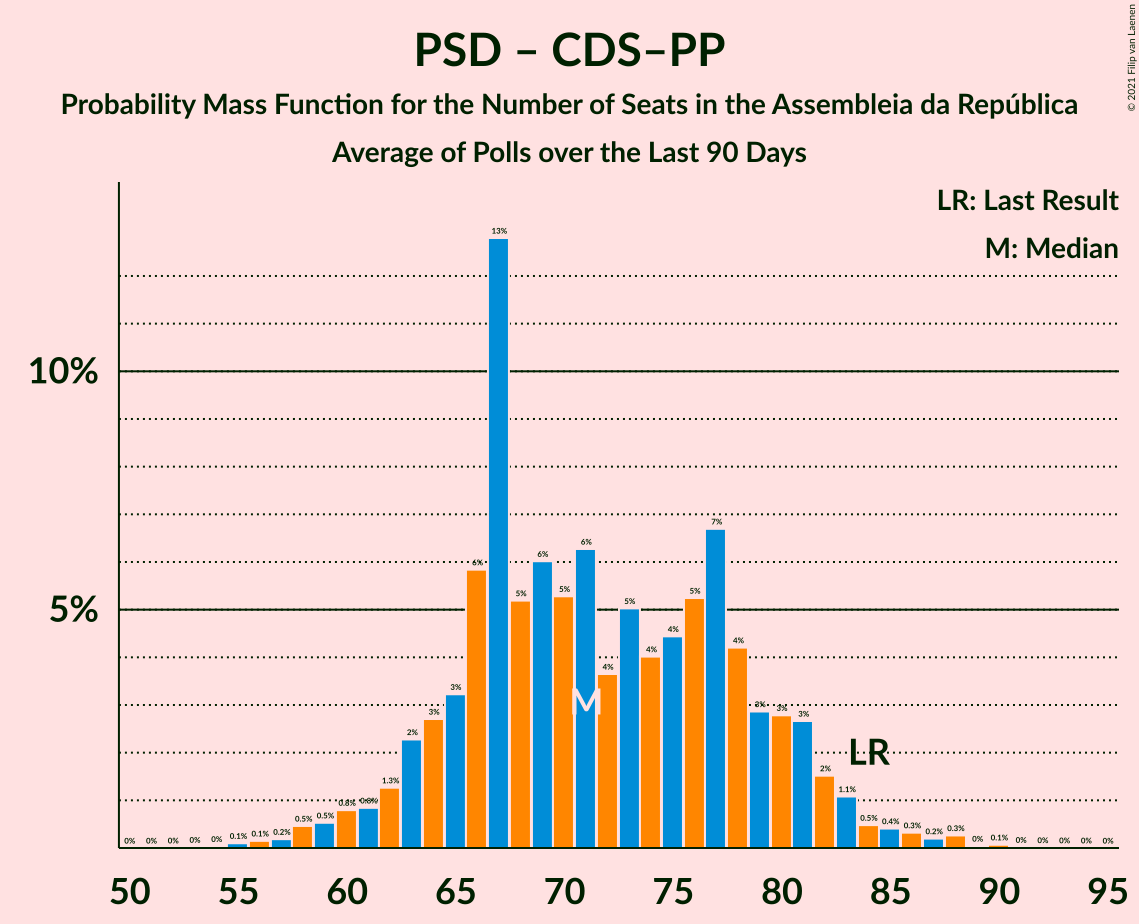 © 2021 Filip van Laenen
PSD – CDS–PP
Probability Mass Function for the Number of Seats in the Assembleia da República
Average of Polls over the Last 90 Days
LR: Last Result
M: Median
10%
5%
0% 0% 0% 0% 0% 0.1% 0.1% 0.2% 0.5% 0.5% 0.8% 0.8% 1.3% 2% 3% 3% 6% 13% 5% 6% 5% 6% 4% 5% 4% 4% 5% 7% 4% 3% 3% 3% 2% 1.1% 0.5% 0.4% 0.3% 0.2% 0.3% 0% 0.1% 0% 0% 0% 0% 0%
M
LR
50 55 60 65 70 75 80 85 90 95